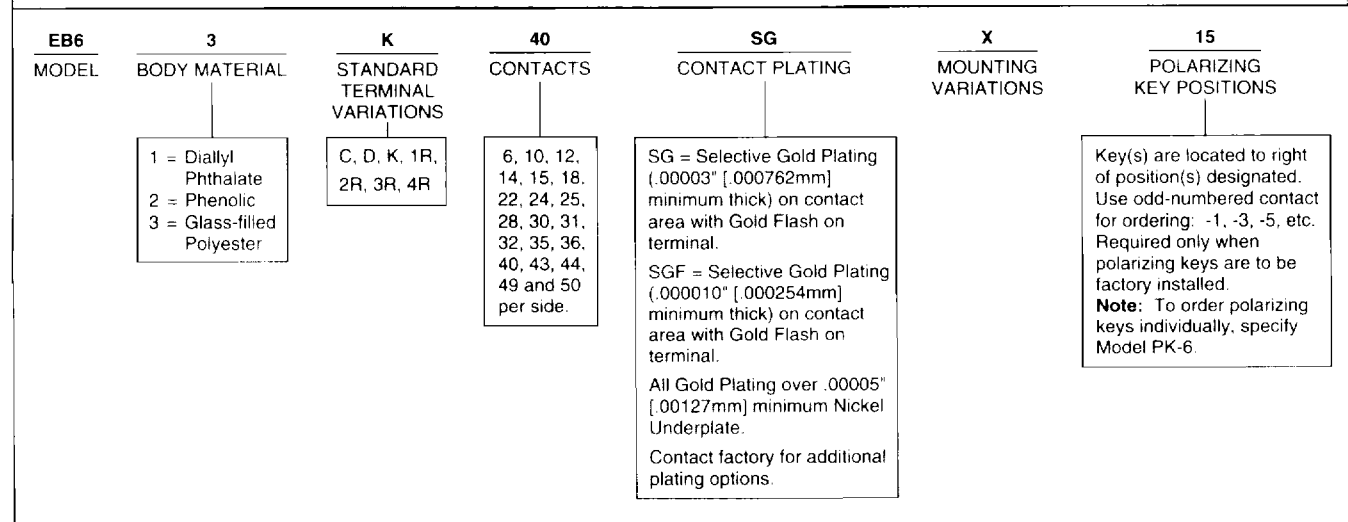 EB6 3 K 40 SG X 15
MODEL BODY MATERIAL STANDARD TERMINAL VARIATIONS CONTACTS CONTACT PLATING MOUNTING VARIATIONS POLARIZING KEY POSITIONS
1 = Diallyl
Phthalate
2 = Phenolic
3 = Glass-filled
Polyester
C, D, K, 1R,
2R, 3R, 4R
6, 10, 12,
14, 15, 18,
22, 24, 25,
28, 30, 31,
32, 35, 36,
40, 43, 44,
49 and 50
per side.
SG = Selective Gold Plating
(.00003" [.000762mm]
minimum thick) on contact
area with Gold Flash on
terminal.
SGF = Selective Gold Plating
(.000010" [.000254mm]
minimum thick) on contact
area with Gold Flash on
terminal.
All Gold Plating over .00005"
[.00127mm] minimum Nickel
Underplate.
Contact factory for additional
plating options.
Key(s) are located to right
of position(s) designated.
Use odd-numbered contact
for ordering: -1, -3, -5, etc.
Required only when
polarizing keys are to be
factory installed.
Note: To order polarizing
keys individually, specify
Model PK-6.